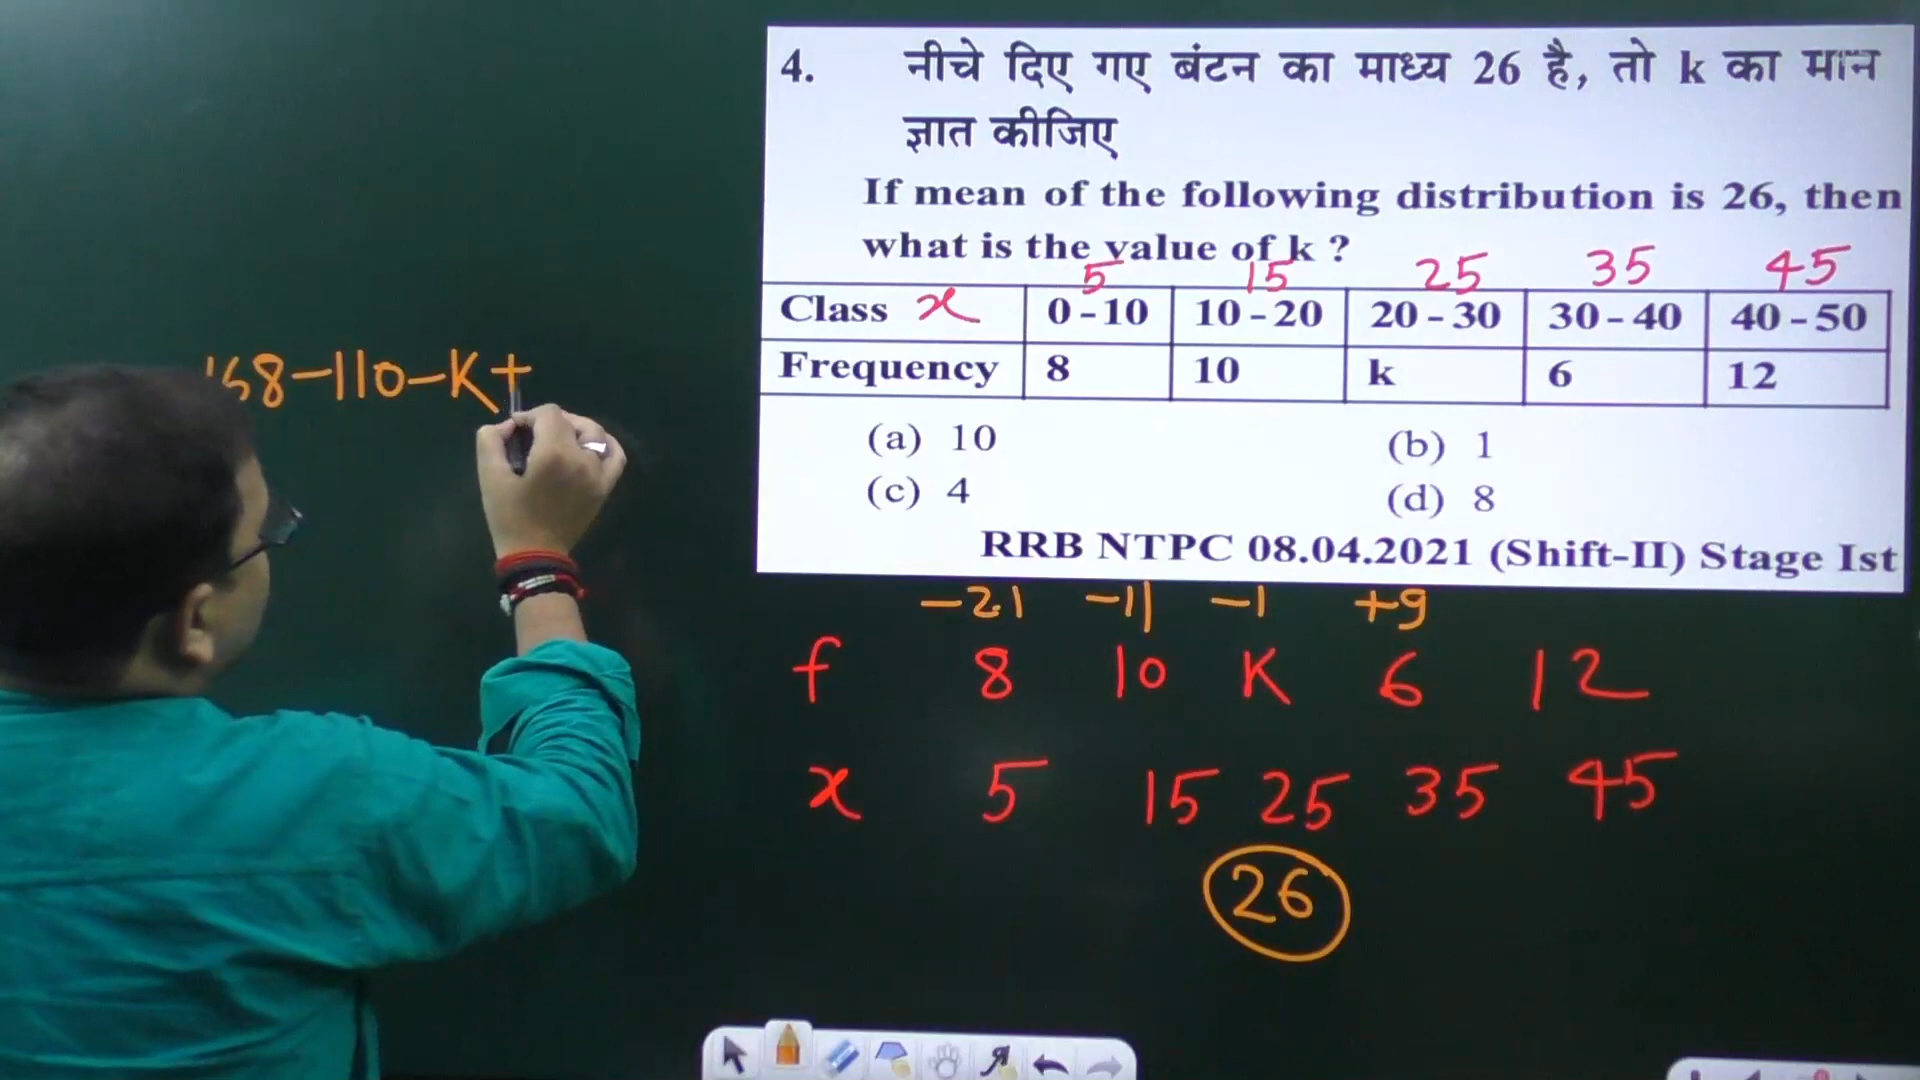 4. नीचे दिए गए बंटन का माध्य 26 है, तो k का मान
ज्ञात कीजिए
If mean of the following distribution is 26, then
what is the value of k ?
5 15 25 35 45
Class x 0-10 10-20 20-30 30-40 40-50
Frequency 8 10 k 6 12
(a) 10 (b) 1
(c) 4 (d) 8
RRB NTPC 08.04.2021 (Shift-II) Stage Ist
168-110-K+
-21 -11 -1 +9
f 8 10 K 6 12
x 5 15 25 35 45
26